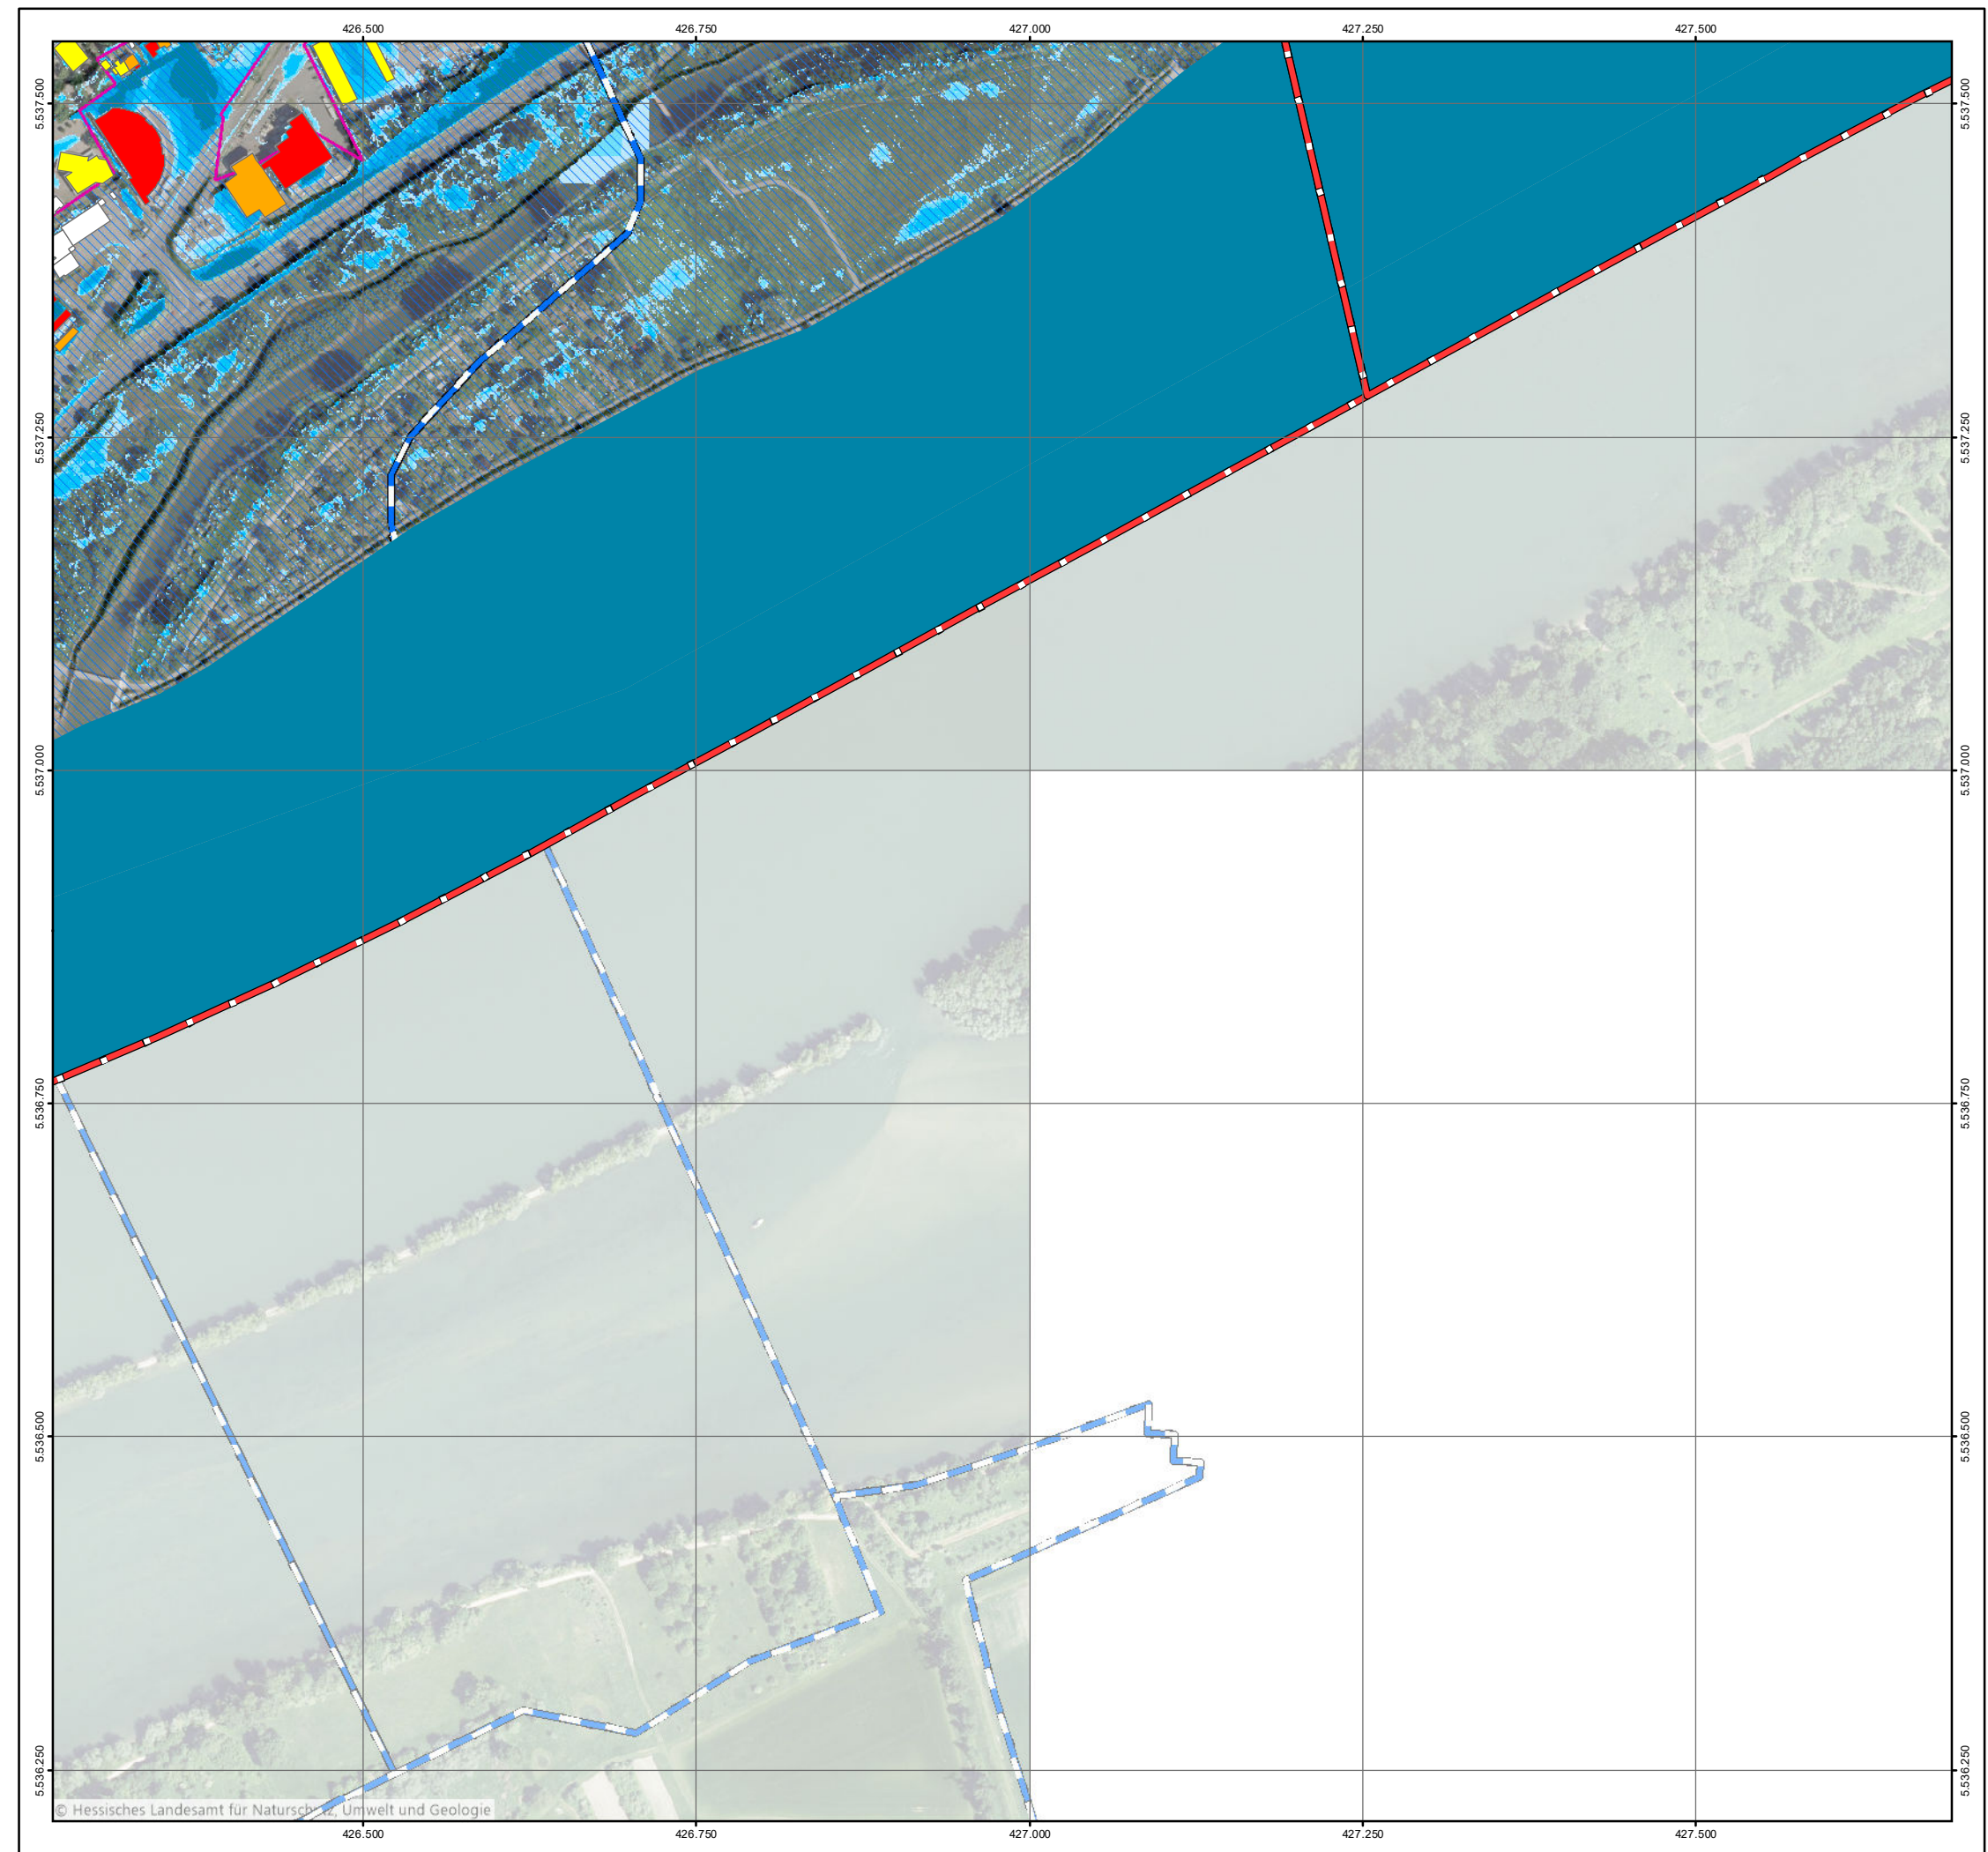 426.500 426.750 427.000 427.250 427.500
5.537.500 5.537.500
5.537.250 5.537.250
5.537.000 5.537.000
5.536.750 5.536.750
5.536.500 5.536.500
5.536.250 5.536.250
© Hessisches Landesamt für Naturschutz, Umwelt und Geologie
426.500 426.750 427.000 427.250 427.500